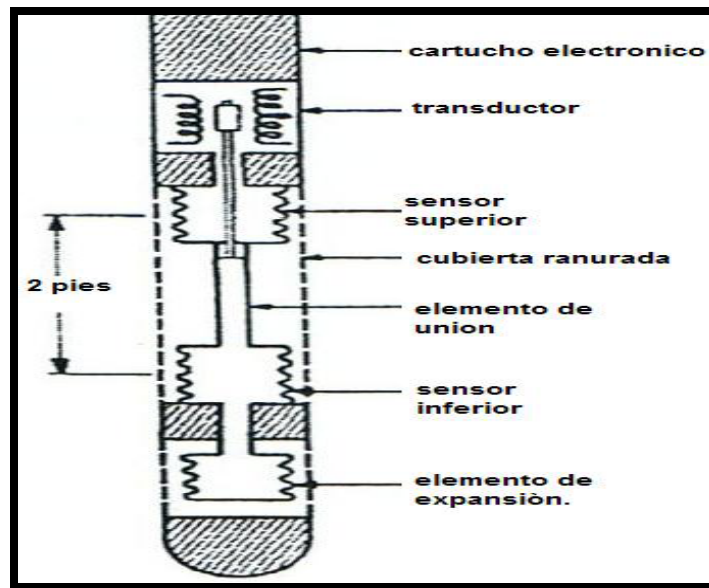 cartucho electronico
transductor
sensor
superior
cubierta ranurada
2 pies
elemento de
union
sensor
inferior
elemento de
expansiòn.